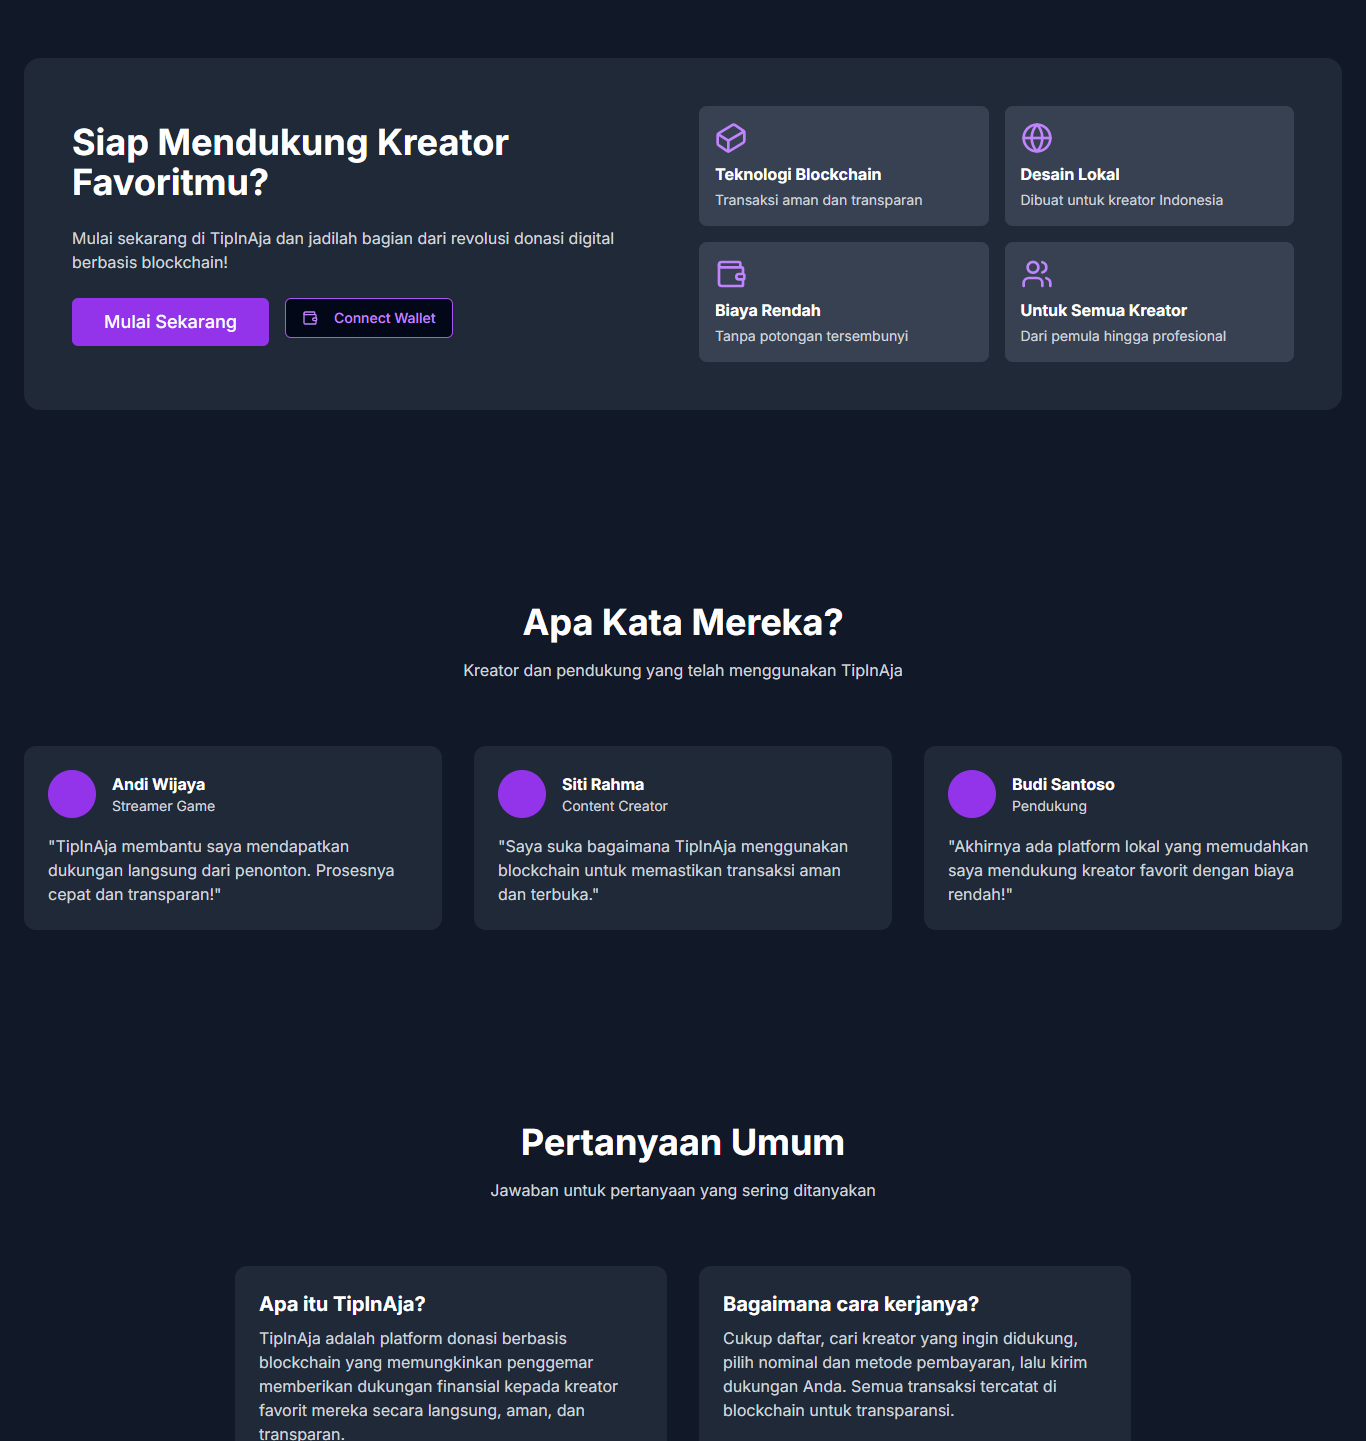 Siap Mendukung Kreator
Favoritmu?
Mulai sekarang di TipInAja dan jadilah bagian dari revolusi donasi digital
berbasis blockchain!
Mulai Sekarang
Connect Wallet
Teknologi Blockchain
Transaksi aman dan transparan
Desain Lokal
Dibuat untuk kreator Indonesia
Biaya Rendah
Tanpa potongan tersembunyi
Untuk Semua Kreator
Dari pemula hingga profesional
Apa Kata Mereka?
Kreator dan pendukung yang telah menggunakan TipInAja
Andi Wijaya
Streamer Game
"TipInAja membantu saya mendapatkan
dukungan langsung dari penonton. Prosesnya
cepat dan transparan!"
Siti Rahma
Content Creator
"Saya suka bagaimana TipInAja menggunakan
blockchain untuk memastikan transaksi aman
dan terbuka."
Budi Santoso
Pendukung
"Akhirnya ada platform lokal yang memudahkan
saya mendukung kreator favorit dengan biaya
rendah!"
Pertanyaan Umum
Jawaban untuk pertanyaan yang sering ditanyakan
Apa itu TipInAja?
TipInAja adalah platform donasi berbasis
blockchain yang memungkinkan penggemar
memberikan dukungan finansial kepada kreator
favorit mereka secara langsung, aman, dan
transparan.
Bagaimana cara kerjanya?
Cukup daftar, cari kreator yang ingin didukung,
pilih nominal dan metode pembayaran, lalu kirim
dukungan Anda. Semua transaksi tercatat di
blockchain untuk transparansi.